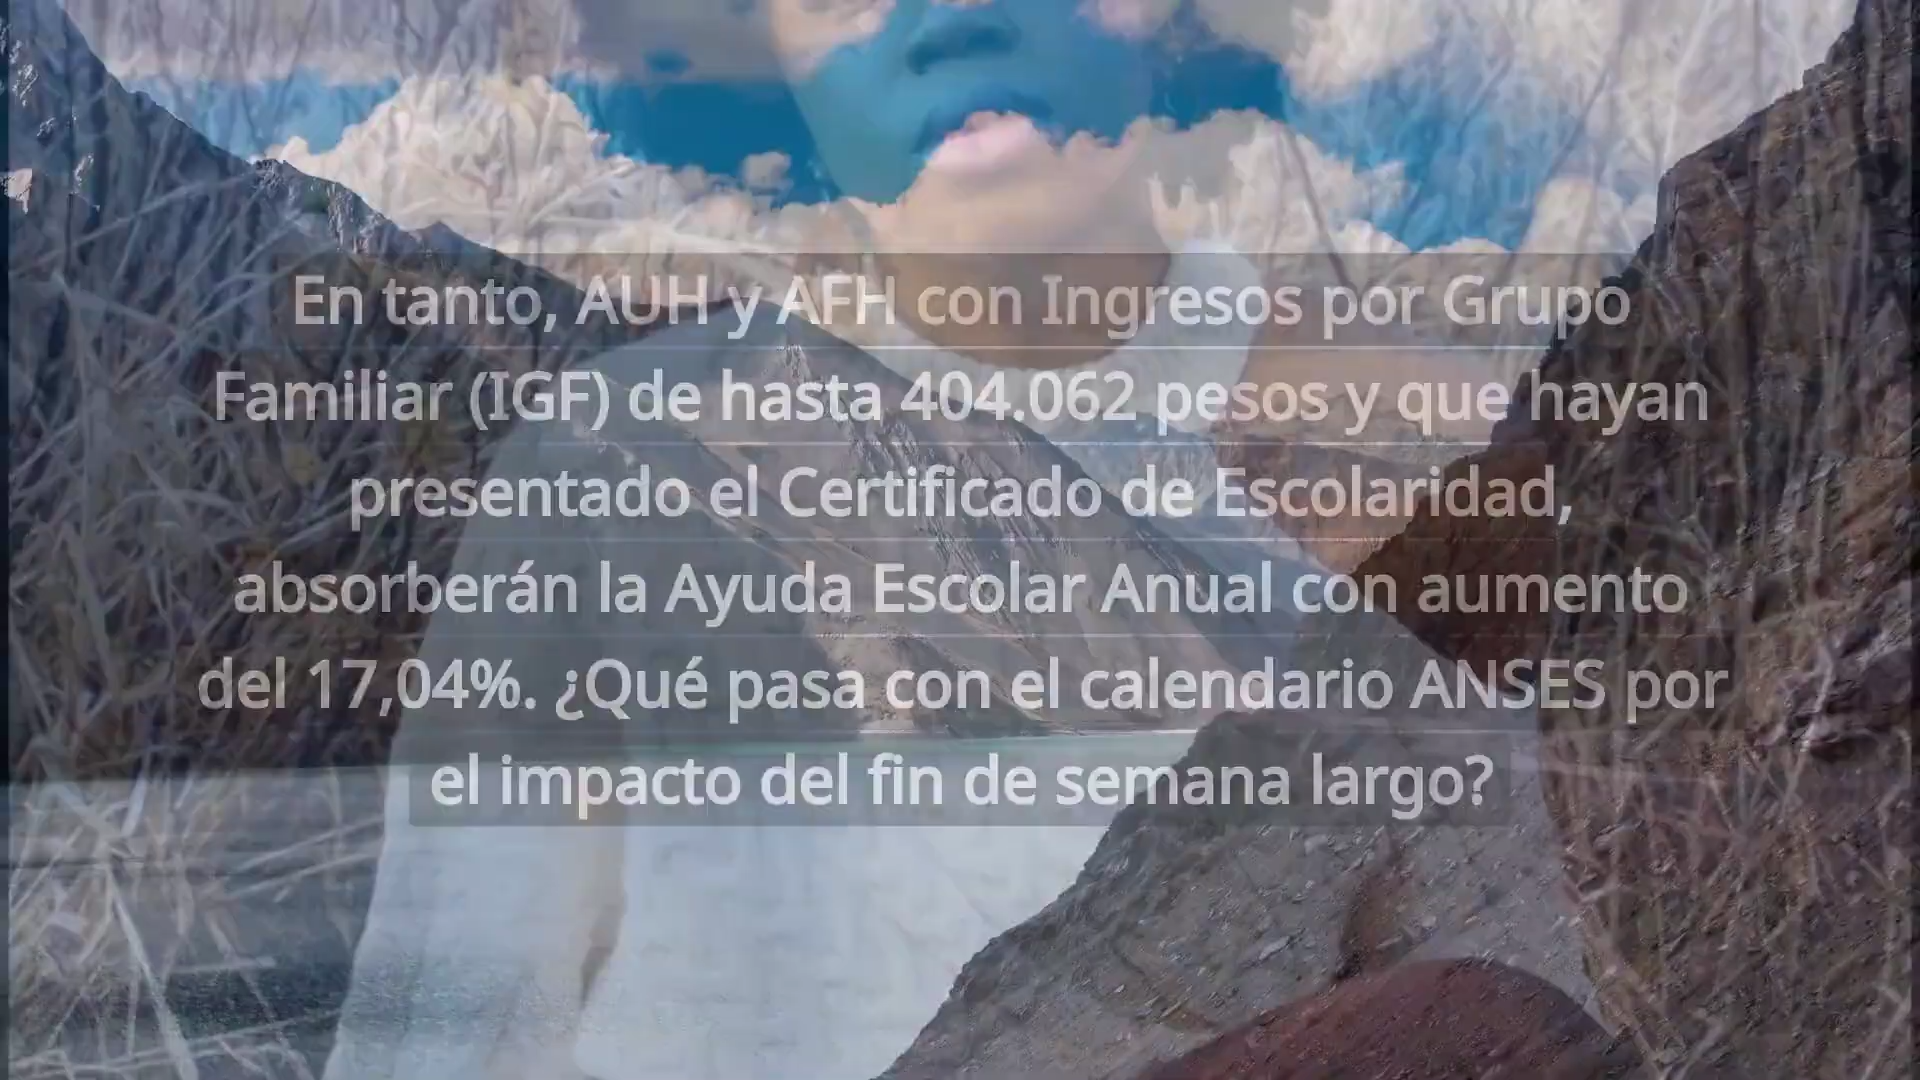 En tanto, AUH y AFH con Ingresos por Grupo
Familiar (IGF) de hasta 404.062 pesos y que hayan
presentado el Certificado de Escolaridad,
absorberán la Ayuda Escolar Anual con aumento
del 17,04%. ¿Qué pasa con el calendario ANSES por
el impacto del fin de semana largo?